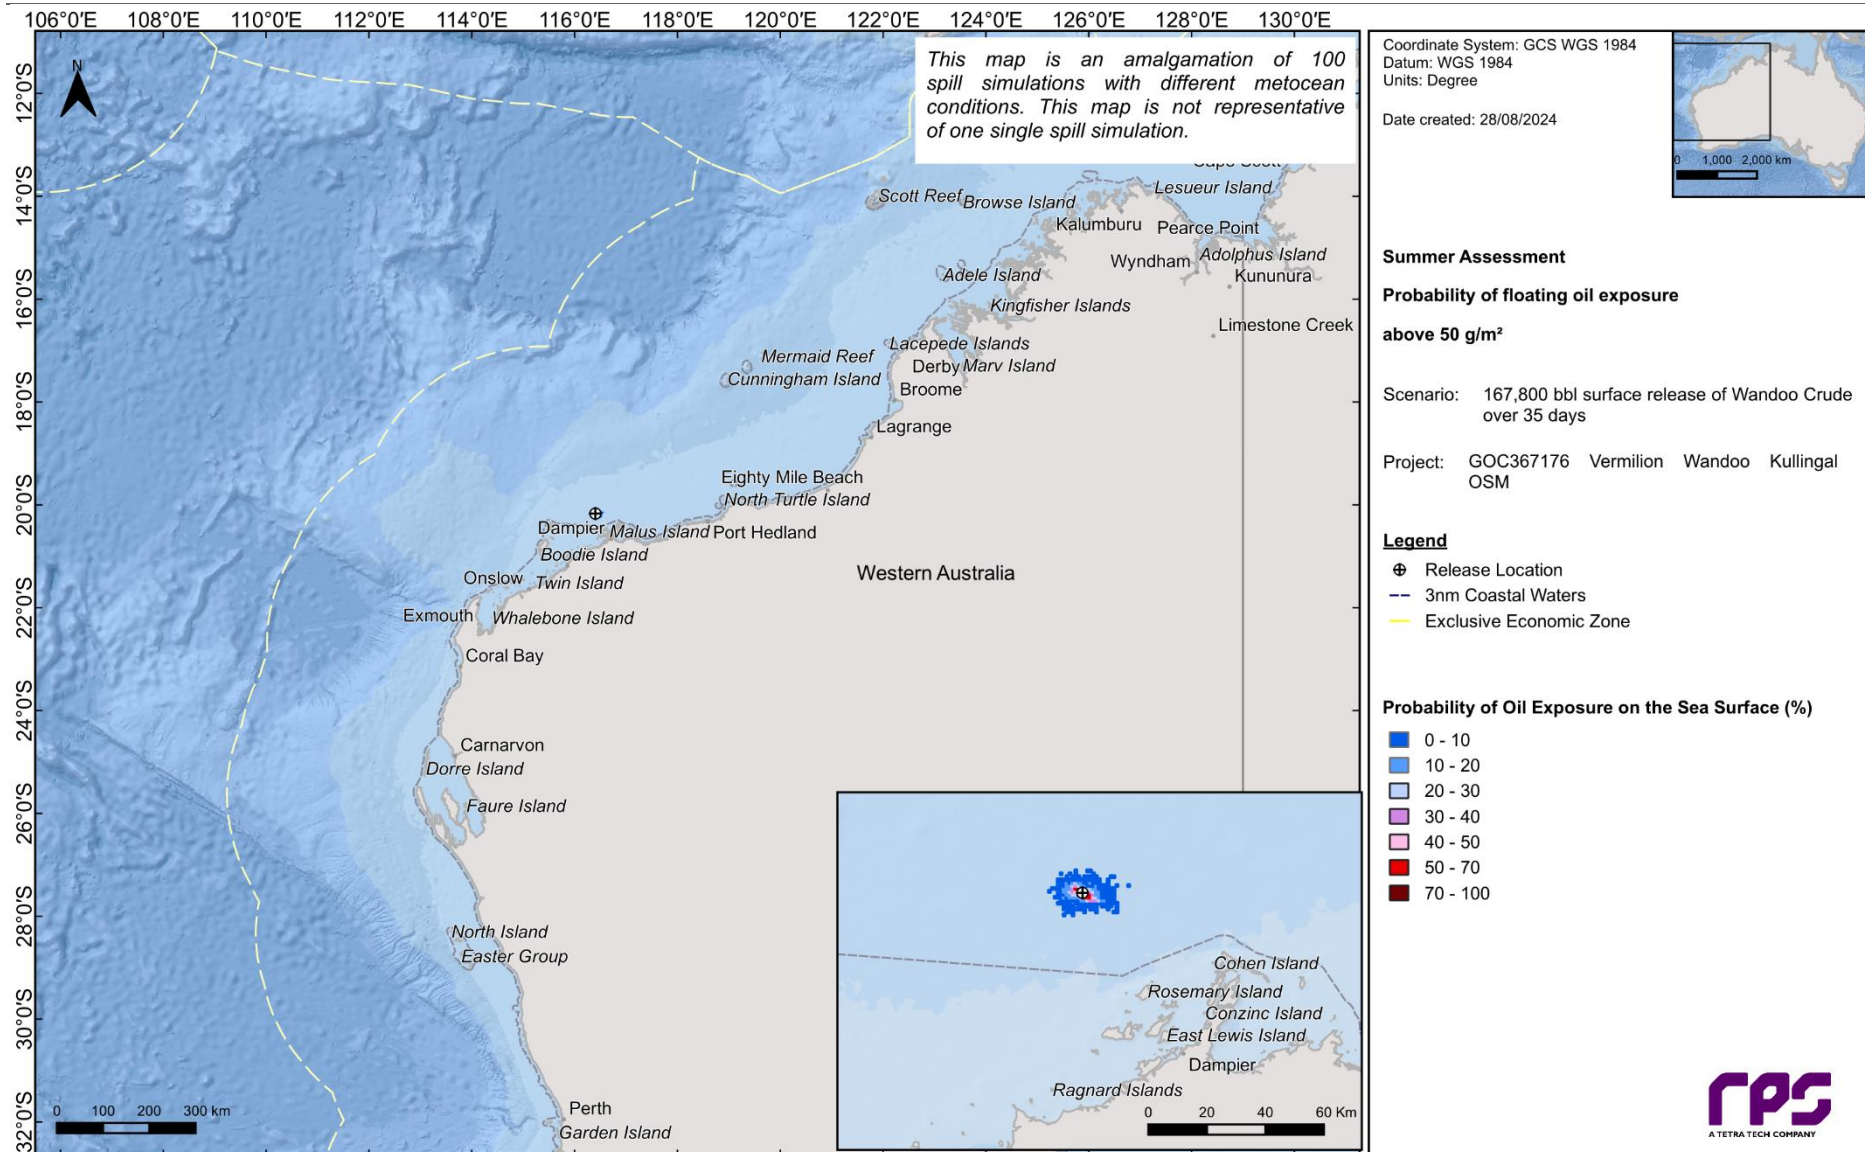 106°0'E 108°0'E 110°0'E 112°0'E 114°0'E 116°0'E 118°0'E 120°0'E 122°0'E 124°0'E 126°0'E 128°0'E 130°0'E
12°0'S
14°0'S
16°0'S
18°0'S
20°0'S
22°0'S
24°0'S
26°0'S
28°0'S
30°0'S
32°0'S
N
This map is an amalgamation of 100
spill simulations with different metocean
conditions. This map is not representative
of one single spill simulation.
Lesueur Island
Scott Reef
Browse Island
Kalumburu
Pearce Point
Adolphus Island
Wyndham
Kununura
Adele Island
Kingfisher Islands
Limestone Creek
Lacepede Islands
Mermaid Reef
Derby
Mary Island
Cunningham Island
Broome
Lagrange
Eighty Mile Beach
North Turtle Island
Dampier
Malus Island
Port Hedland
Boodie Island
Western Australia
Onslow
Twin Island
Exmouth
Whalebone Island
Coral Bay
Carnarvon
Dorre Island
Faure Island
North Island
Easter Group
Perth
Garden Island
0 100 200 300 km
Cohen Island
Rosemary Island
Conzinc Island
East Lewis Island
Dampier
Ragnard Islands
0 20 40 60 Km
Coordinate System: GCS WGS 1984
Datum: WGS 1984
Units: Degree
Date created: 28/08/2024
0 1,000 2,000 km
Summer Assessment
Probability of floating oil exposure
above 50 g/m²
Scenario: 167,800 bbl surface release of Wandoo Crude
over 35 days
Project: GOC367176 Vermilion Wandoo Kullingal
OSM
Legend
Release Location
3nm Coastal Waters
Exclusive Economic Zone
Probability of Oil Exposure on the Sea Surface (%)
0 - 10
10 - 20
20 - 30
30 - 40
40 - 50
50 - 70
70 - 100
rps
A TETRA TECH COMPANY